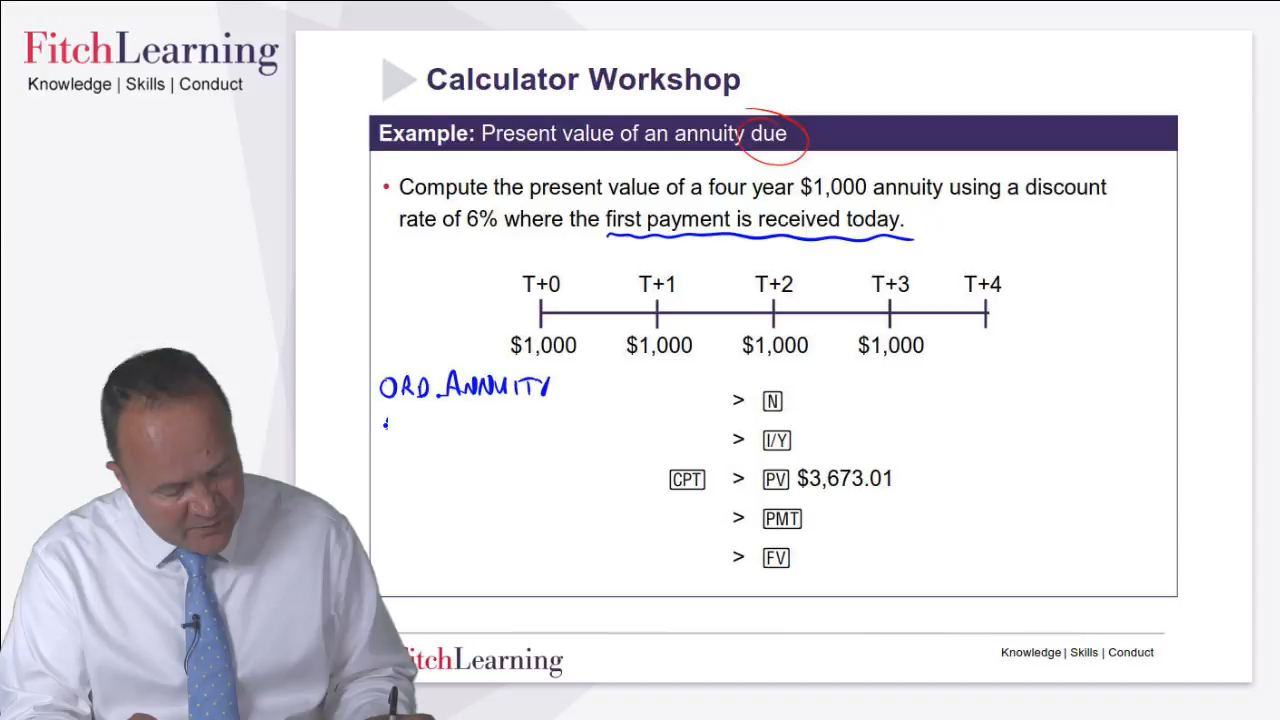 FitchLearning
Knowledge | Skills | Conduct
Calculator Workshop
Example: Present value of an annuity due
• Compute the present value of a four year $1,000 annuity using a discount
rate of 6% where the first payment is received today.
T+0 T+1 T+2 T+3 T+4
$1,000 $1,000 $1,000 $1,000
ORD. ANNUITY
> N
> I/Y
CPT > PV $3,673.01
> PMT
> FV
itchLearning
Knowledge | Skills | Conduct